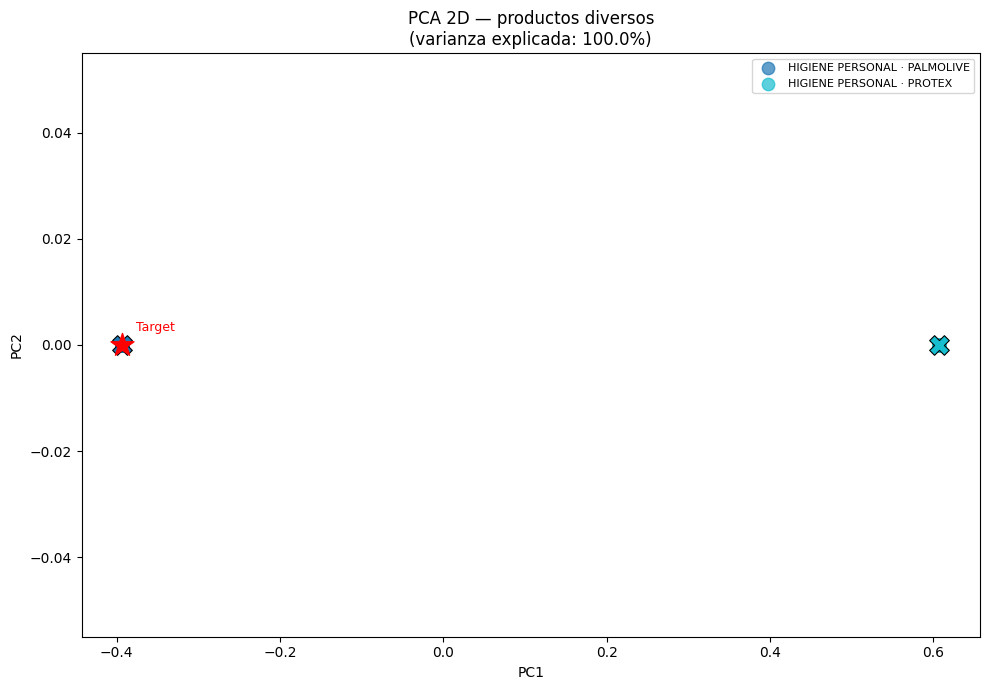 PCA 2D — productos diversos
(varianza explicada: 100.0%)
HIGIENE PERSONAL · PALMOLIVE
HIGIENE PERSONAL · PROTEX
0.04
0.02
0.00
−0.02
−0.04
PC2
Target
−0.4
−0.2
0.0
0.2
0.4
0.6
PC1